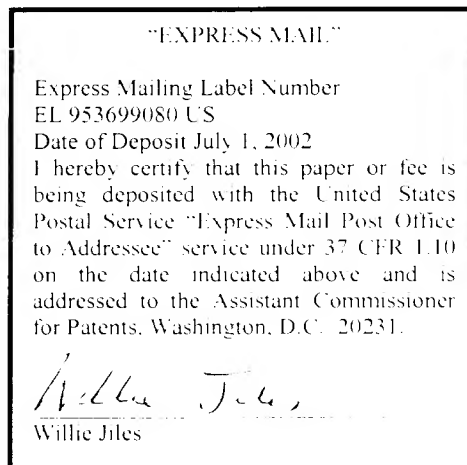 “EXPRESS MAIL”
Express Mailing Label Number
EL 953699080 US
Date of Deposit July 1, 2002
I hereby certify that this paper or fee is
being deposited with the United States
Postal Service “Express Mail Post Office
to Addressee” service under 37 CFR 1.10
on the date indicated above and is
addressed to the Assistant Commissioner
for Patents, Washington, D.C. 20231.
Willie Jiles
Willie Jiles